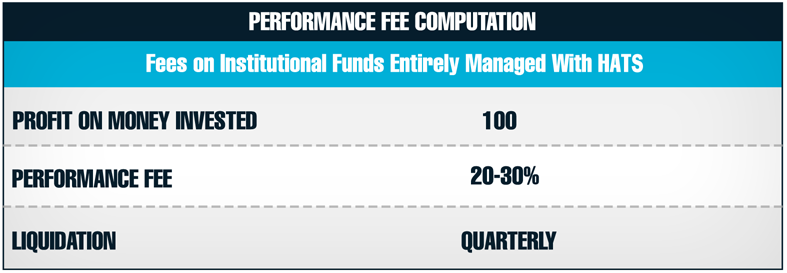 PERFORMANCE FEE COMPUTATION
Fees on Institutional Funds Entirely Managed With HATS
PROFIT ON MONEY INVESTED 100
PERFORMANCE FEE 20-30%
LIQUIDATION QUARTERLY